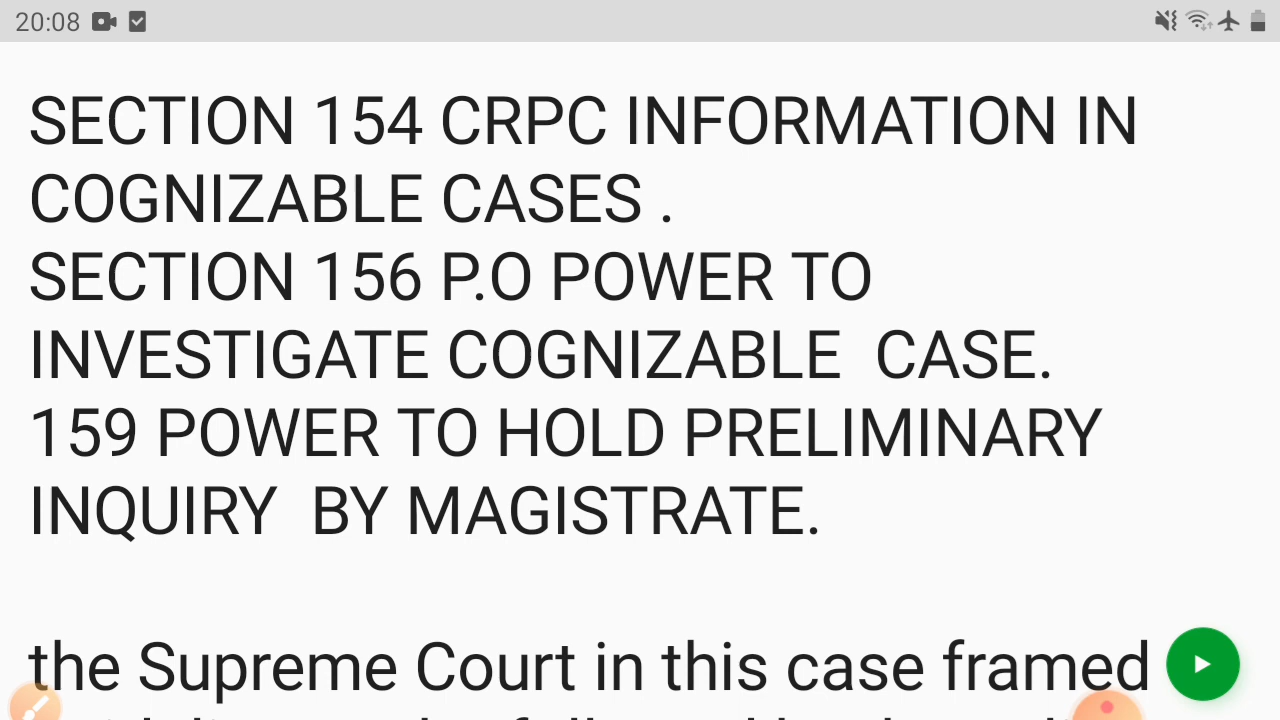 20:08
SECTION 154 CRPC INFORMATION IN
COGNIZABLE CASES .
SECTION 156 P.O POWER TO
INVESTIGATE COGNIZABLE  CASE.
159 POWER TO HOLD PRELIMINARY
INQUIRY  BY MAGISTRATE.
the Supreme Court in this case framed